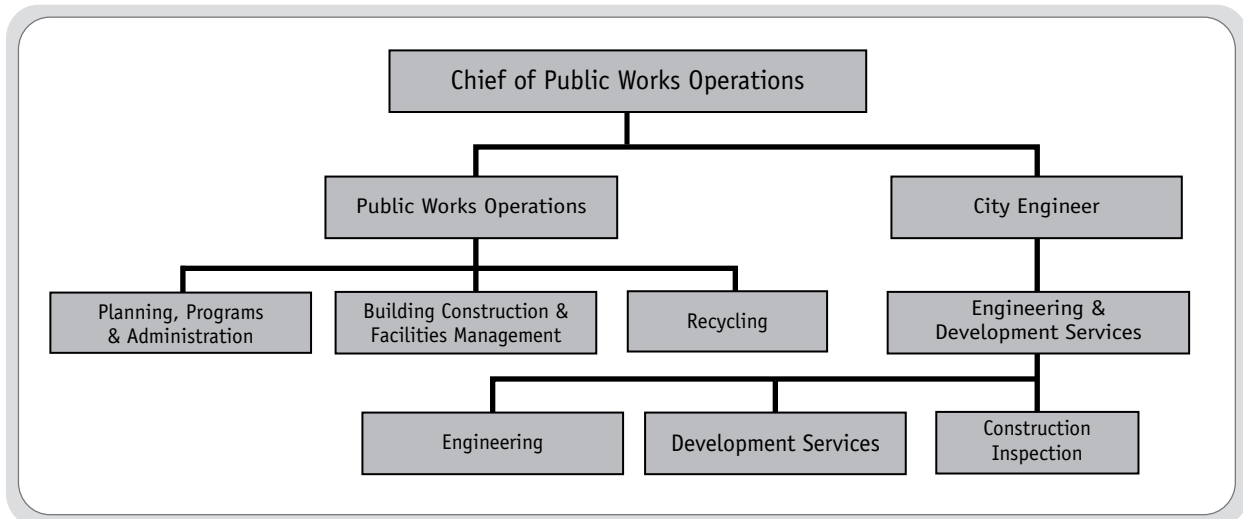 Chief of Public Works Operations
Public Works Operations
City Engineer
Planning, Programs
& Administration
Building Construction &
Facilities Management
Recycling
Engineering &
Development Services
Engineering
Development Services
Construction
Inspection